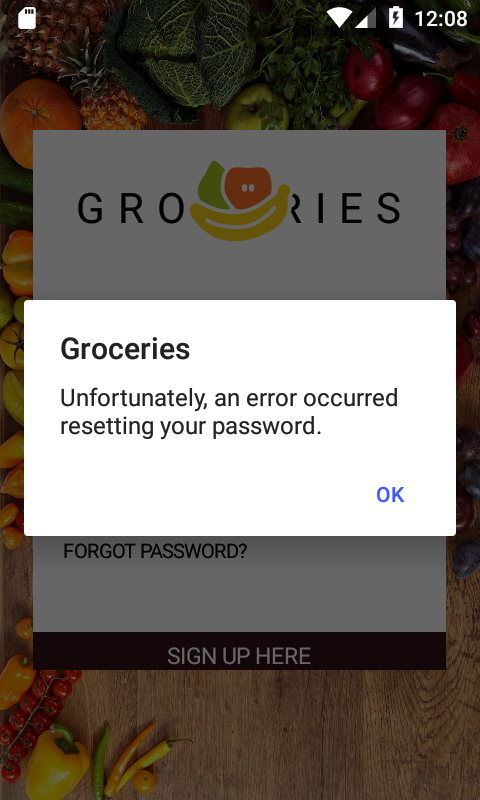 12:08
GRO RIES
Groceries
Unfortunately, an error occurred
resetting your password.
OK
FORGOT PASSWORD?
SIGN UP HERE